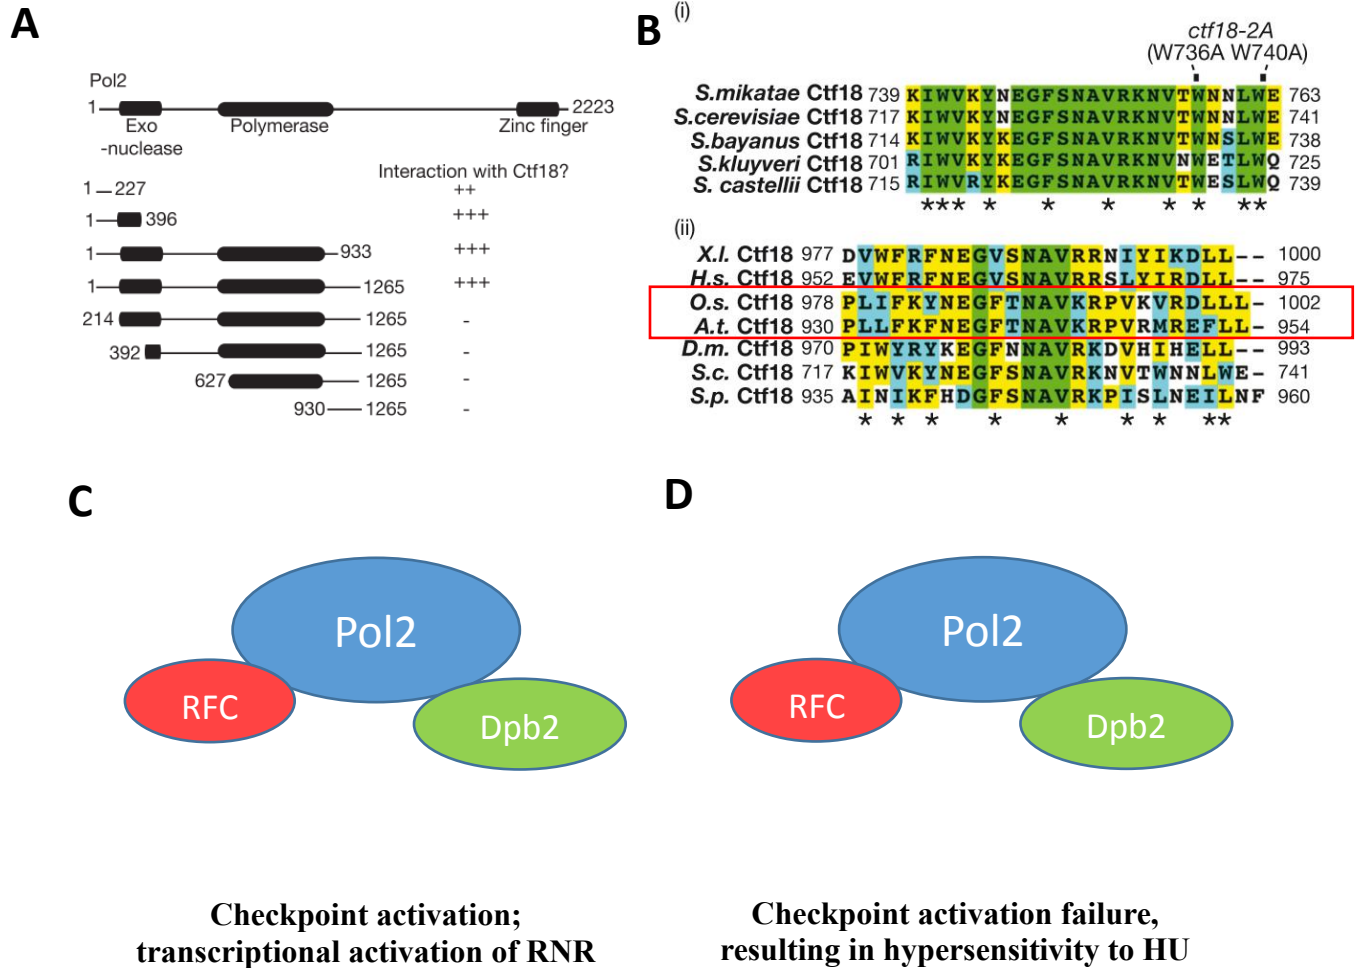 A
Pol2
1 2223
Exo Polymerase Zinc finger
-nuclease
Interaction with Ctf18?
1 227 ++
1 396 +++
1 933 +++
1 1265 +++
214 1265 -
392 1265 -
627 1265 -
930 1265 -
B
(i)
ctf18-2A
(W736A W740A)
S.mikatae Ctf18 739 KIWVKYNEGFSNAVRKNVTWNNLWE 763
S.cerevisiae Ctf18 717 KIWVKYNEGFSNAVRKNVTWNNLWE 741
S.bayanus Ctf18 714 KIWVKYKEGFSNAVRKNVTWNSLWE 738
S.kluyveri Ctf18 701 RIWVKYKEGFSNAVRKNVNWETLWQ 725
S. castellii Ctf18 715 RIWVRYKEGFSNAVRKNVTWESLWQ 739
*** * * * * * **
(ii)
X.l. Ctf18 977 DVWFRFNEGVSNAVRRNIYIKDLL-- 1000
H.s. Ctf18 952 EVWFRFNEGVSNAVRRSLYIRDLL-- 975
O.s. Ctf18 978 PLIFKYNEGFTNAVKRPVKVRDLLL- 1002
A.t. Ctf18 930 PLLFKFNEGFTNAVKRPVRMREFLL- 954
D.m. Ctf18 970 PIWYRYKEGFNNAVRKDVHIHELL-- 993
S.c. Ctf18 717 KIWVKYNEGFSNAVRKNVTWNNLWE- 741
S.p. Ctf18 935 AINIKFHDGFSNAVRKPISLNEILNF 960
* * * * * * * **
C
Pol2
RFC
Dpb2
Checkpoint activation;
transcriptional activation of RNR
D
Pol2
RFC
Dpb2
Checkpoint activation failure,
resulting in hypersensitivity to HU